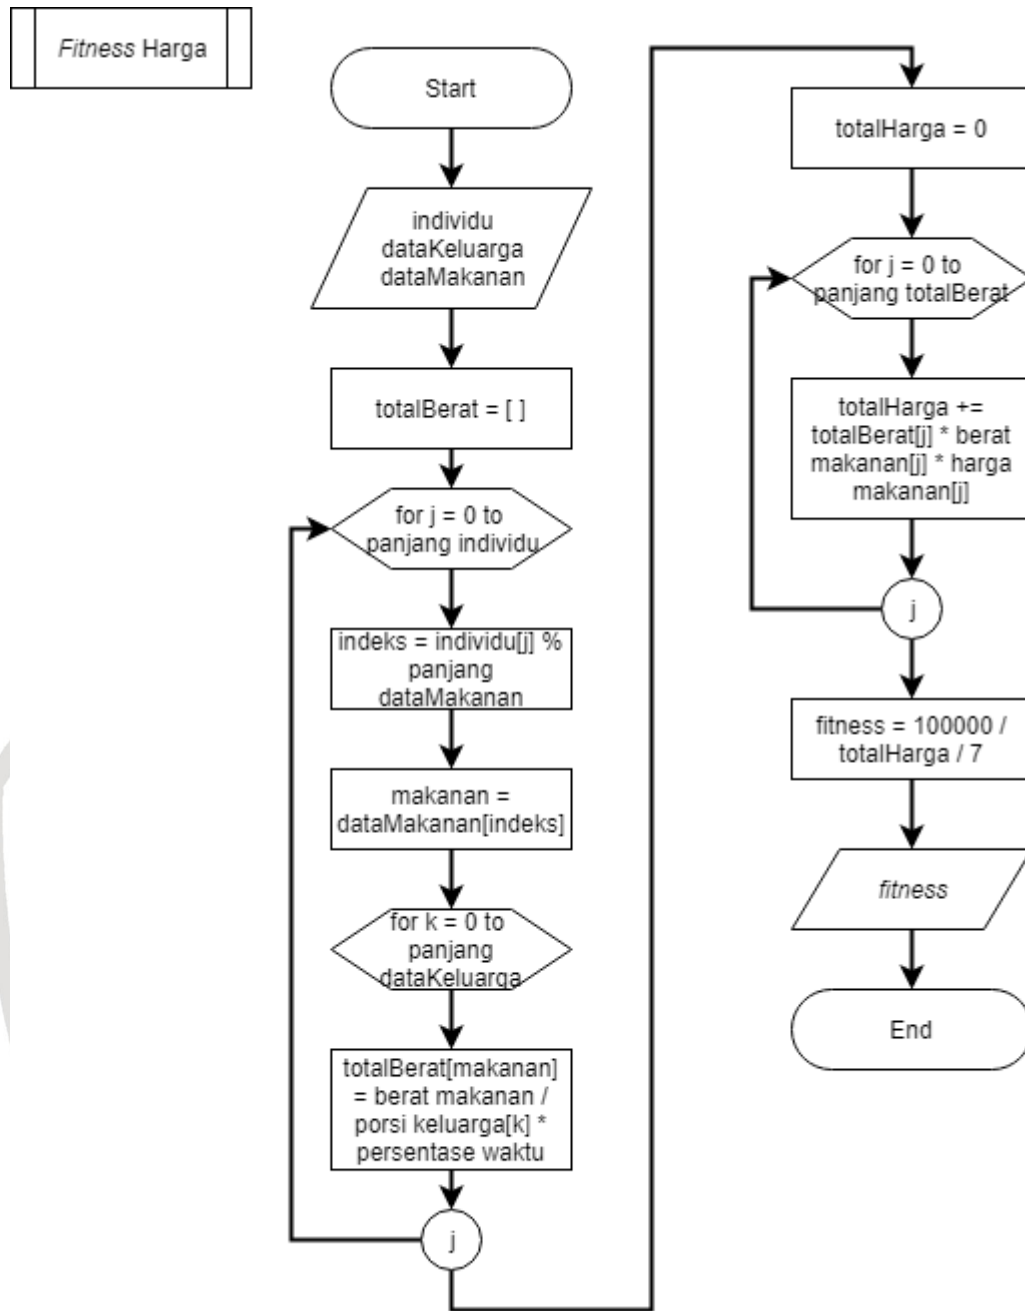 Fitness Harga
Start
individu
dataKeluarga
dataMakanan
totalBerat = [ ]
for j = 0 to
panjang individu
indeks = individu[j] %
panjang
dataMakanan
makanan =
dataMakanan[indeks]
for k = 0 to
panjang
dataKeluarga
totalBerat[makanan]
= berat makanan /
porsi keluarga[k] *
persentase waktu
j
totalHarga = 0
for j = 0 to
panjang totalBerat
totalHarga +=
totalBerat[j] * berat
makanan[j] * harga
makanan[j]
j
fitness = 100000 /
totalHarga / 7
fitness
End